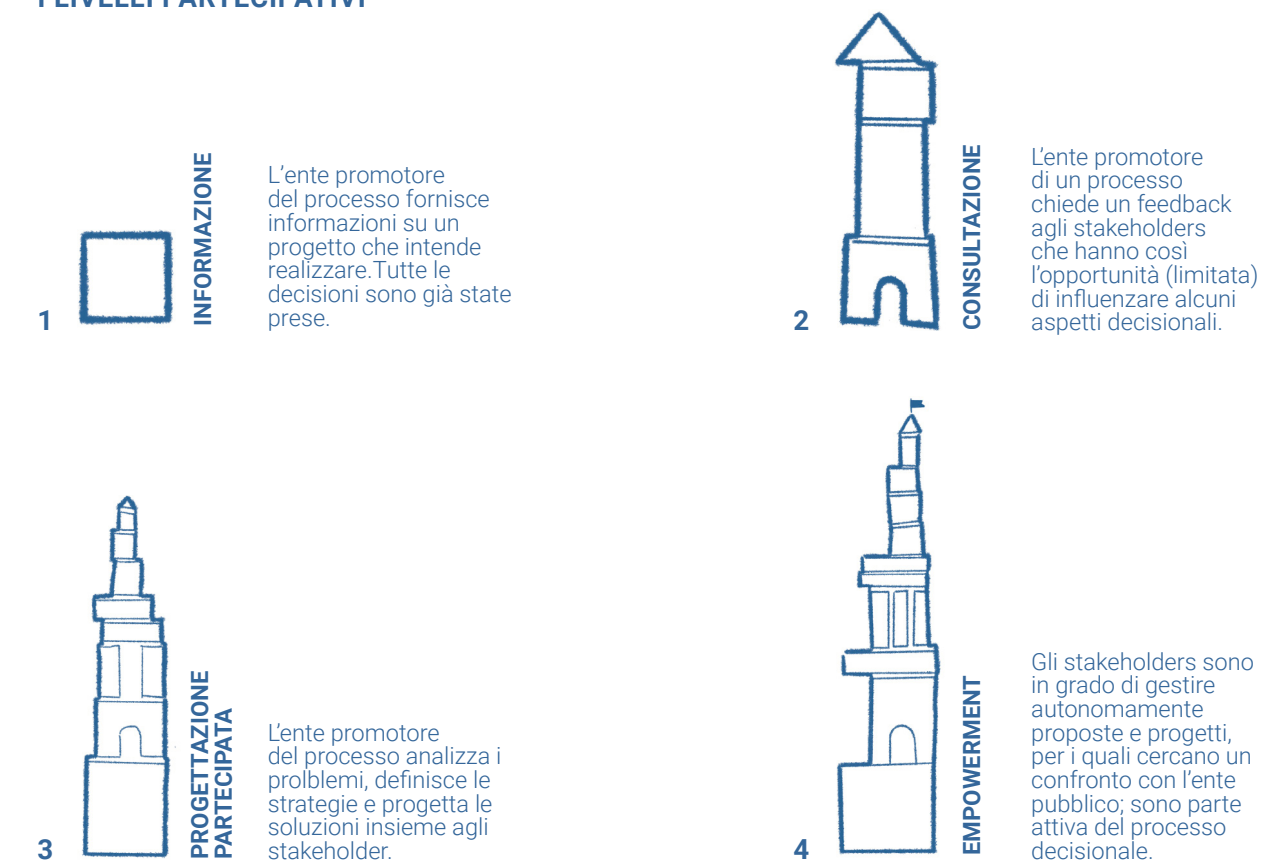 I LIVELLI PARTECIPATIVI
1
INFORMAZIONE
L'ente promotore
del processo fornisce
informazioni su un
progetto che intende
realizzare.Tutte le
decisioni sono già state
prese.
2
CONSULTAZIONE
L'ente promotore
di un processo
chiede un feedback
agli stakeholders
che hanno così
l'opportunità (limitata)
di influenzare alcuni
aspetti decisionali.
3
PROGETTAZIONE
PARTECIPATA
L'ente promotore
del processo analizza i
prolblemi, definisce le
strategie e progetta le
soluzioni insieme agli
stakeholder.
4
EMPOWERMENT
Gli stakeholders sono
in grado di gestire
autonomamente
proposte e progetti,
per i quali cercano un
confronto con l'ente
pubblico; sono parte
attiva del processo
decisionale.